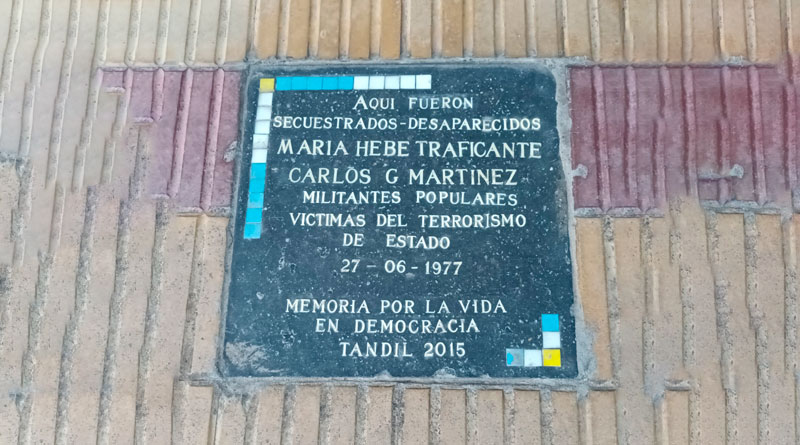 AQUI FUERON
SECUESTRADOS-DESAPARECIDOS
MARIA HEBE TRAFICANTE
CARLOS G MARTINEZ
MILITANTES POPULARES
VICTIMAS DEL TERRORISMO
DE ESTADO
27-06-1977
MEMORIA POR LA VIDA
EN DEMOCRACIA
TANDIL 2015